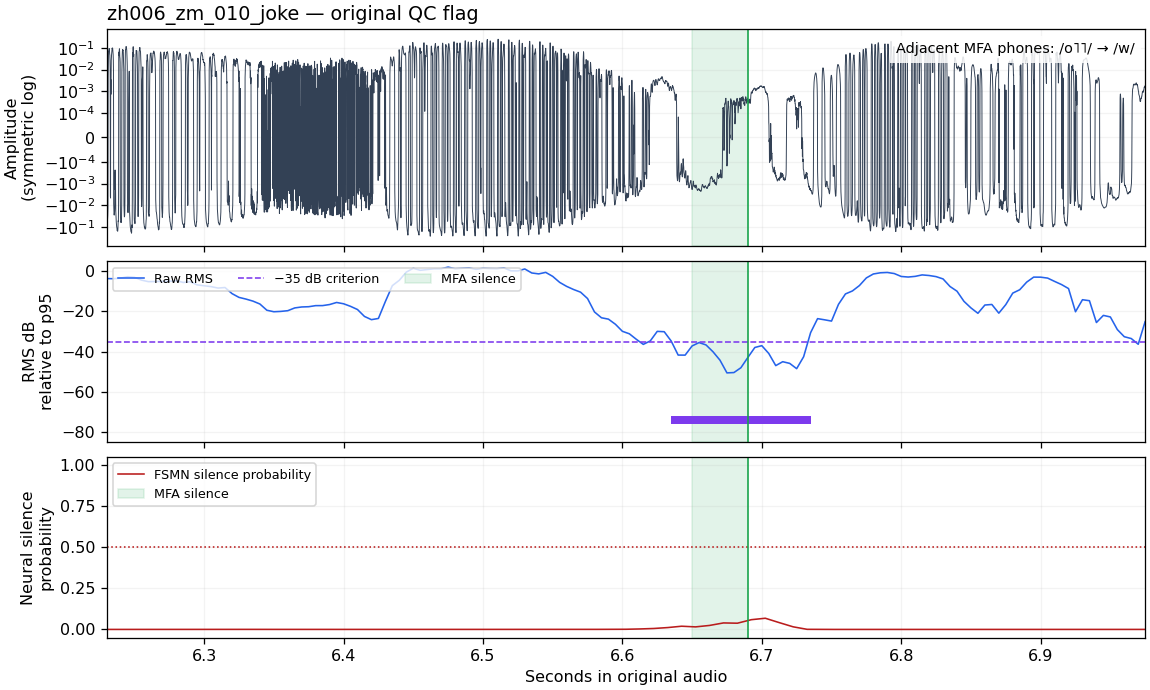 zh006_zm_010_joke — original QC flag
Adjacent MFA phones: /o˥˥/ → /w/
Amplitude
(symmetric log)
10⁻¹
10⁻²
10⁻³
10⁻⁴
0
−10⁻⁴
−10⁻³
−10⁻²
−10⁻¹
Raw RMS
−35 dB criterion
MFA silence
RMS dB
relative to p95
0
−20
−40
−60
−80
FSMN silence probability
MFA silence
Neural silence
probability
1.00
0.75
0.50
0.25
0.00
6.3 6.4 6.5 6.6 6.7 6.8 6.9
Seconds in original audio